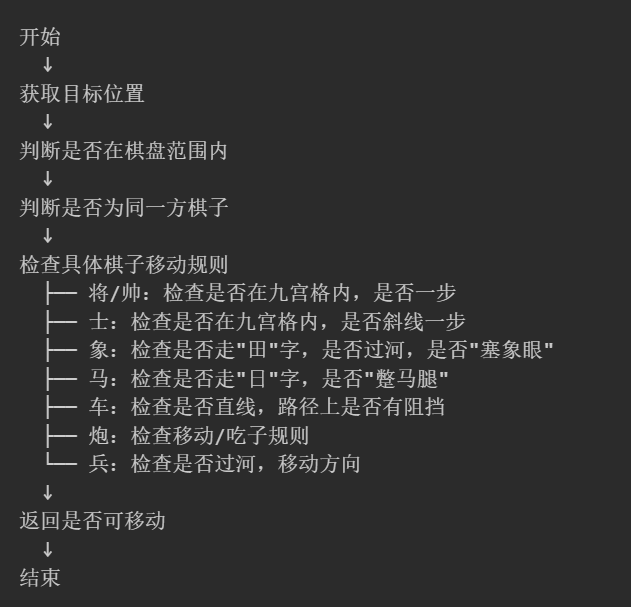 开始
↓
获取目标位置
↓
判断是否在棋盘范围内
↓
判断是否为同一方棋子
↓
检查具体棋子移动规则
├── 将/帅：检查是否在九宫格内，是否一步
├── 士：检查是否在九宫格内，是否斜线一步
├── 象：检查是否走"田"字，是否过河，是否"塞象眼"
├── 马：检查是否走"日"字，是否"蹩马腿"
├── 车：检查是否直线，路径上是否有阻挡
├── 炮：检查移动/吃子规则
└── 兵：检查是否过河，移动方向
↓
返回是否可移动
↓
结束